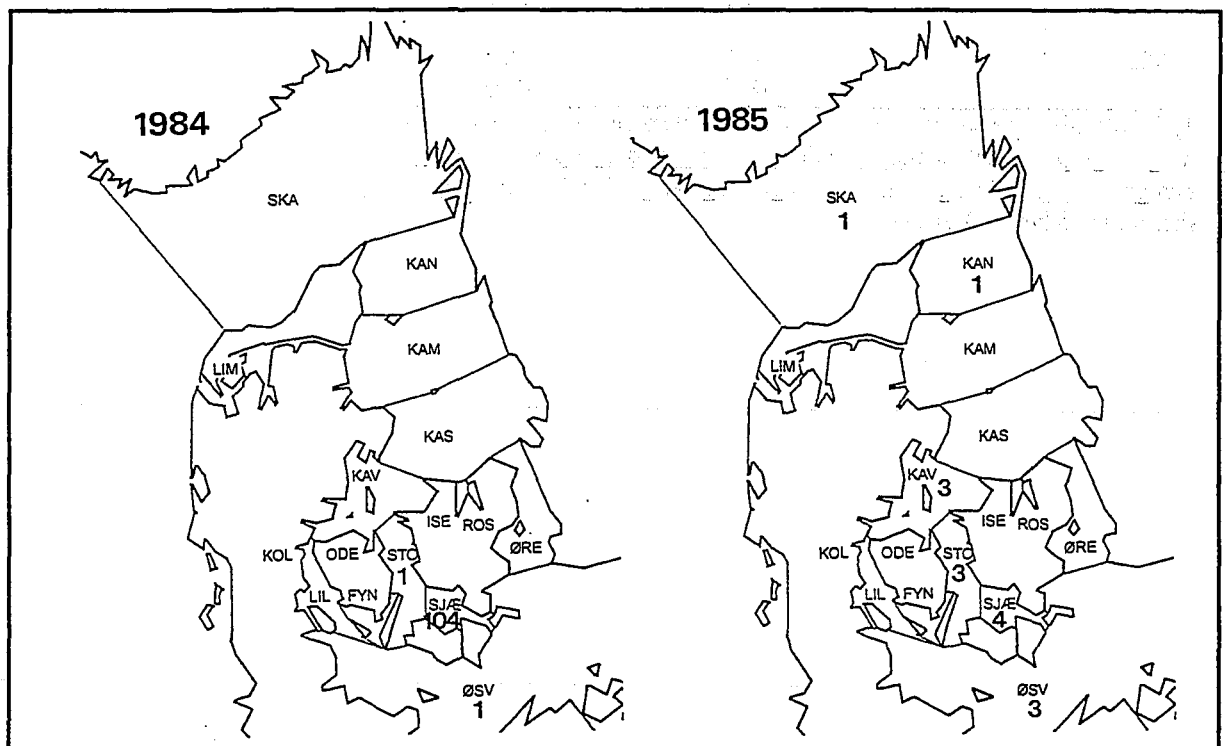 1984
SKA
KAN
KAM
LIM
KAS
KAV
ISE ROS
KOL ODE STO ØRE
1
LIL FYN SJÆ
104
ØSV
1
1985
SKA
1
KAN
1
KAM
LIM
KAS
KAV 3
ISE ROS
KOL ODE STO ØRE
3
LIL FYN SJÆ
4
ØSV
3